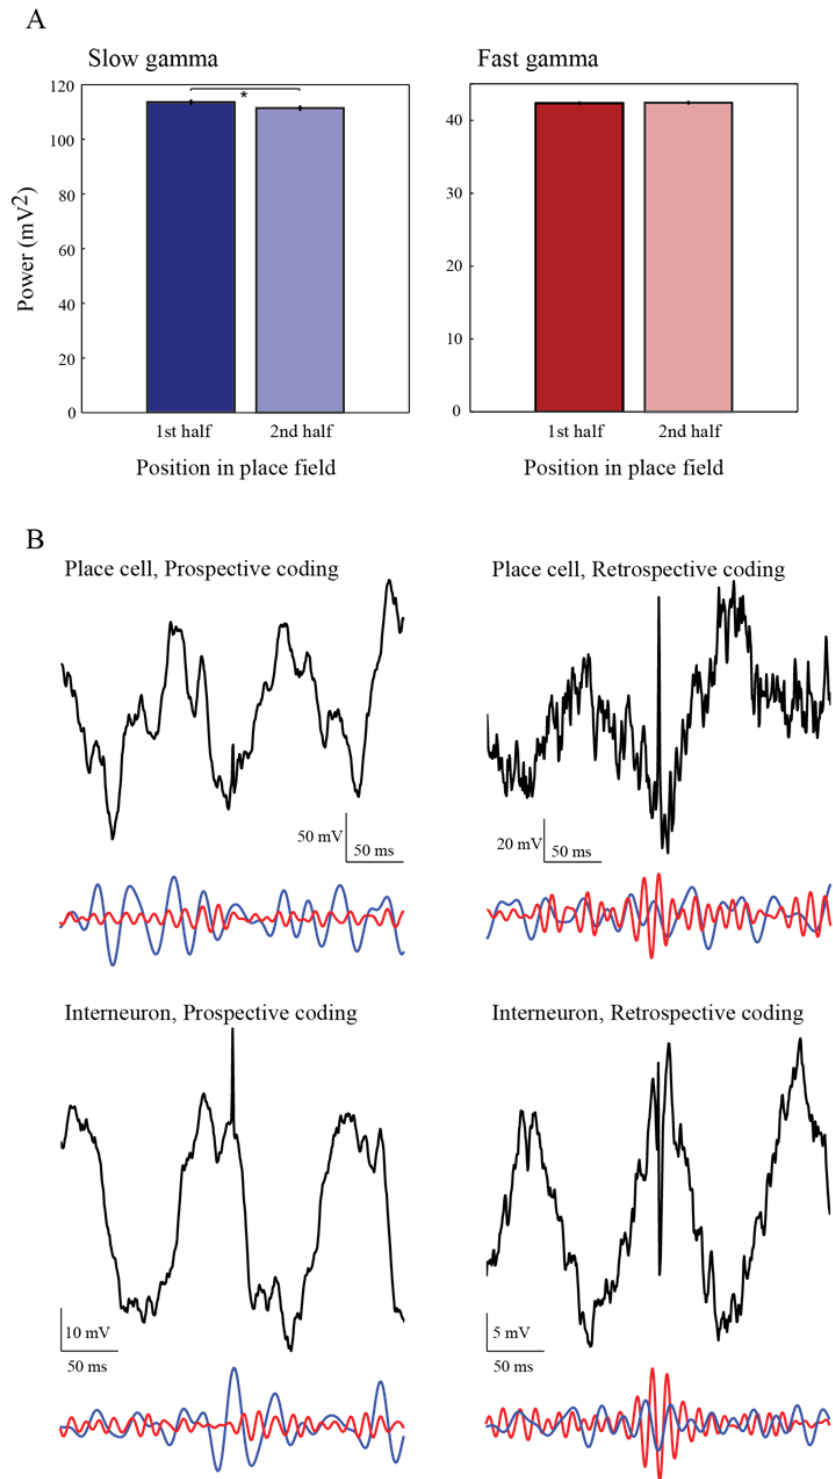 A
Slow gamma
Fast gamma
120
100
80
60
40
20
0
Power (mV2)
*
1st half 2nd half
Position in place field
40
30
20
10
0
1st half 2nd half
Position in place field
B
Place cell, Prospective coding
Place cell, Retrospective coding
50 mV
50 ms
20 mV
50 ms
Interneuron, Prospective coding
Interneuron, Retrospective coding
10 mV
50 ms
5 mV
50 ms